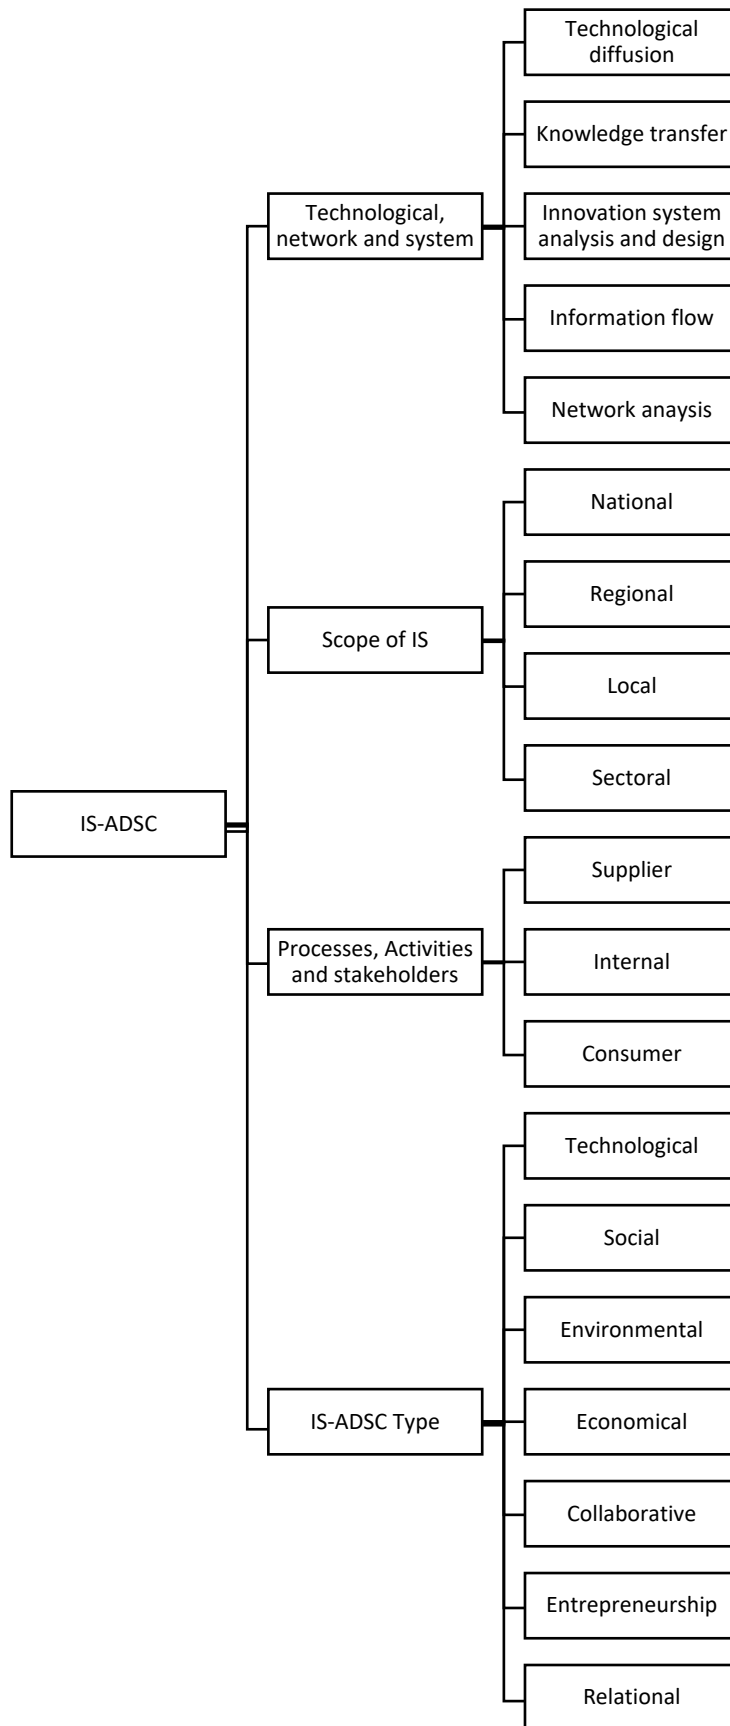 Technological
diffusion
Knowledge transfer
Technological,
network and system
Innovation system
analysis and design
Information flow
Network anaysis
National
Regional
Scope of IS
Local
Sectoral
IS-ADSC
Supplier
Processes, Activities
and stakeholders
Internal
Consumer
Technological
Social
Environmental
IS-ADSC Type
Economical
Collaborative
Entrepreneurship
Relational